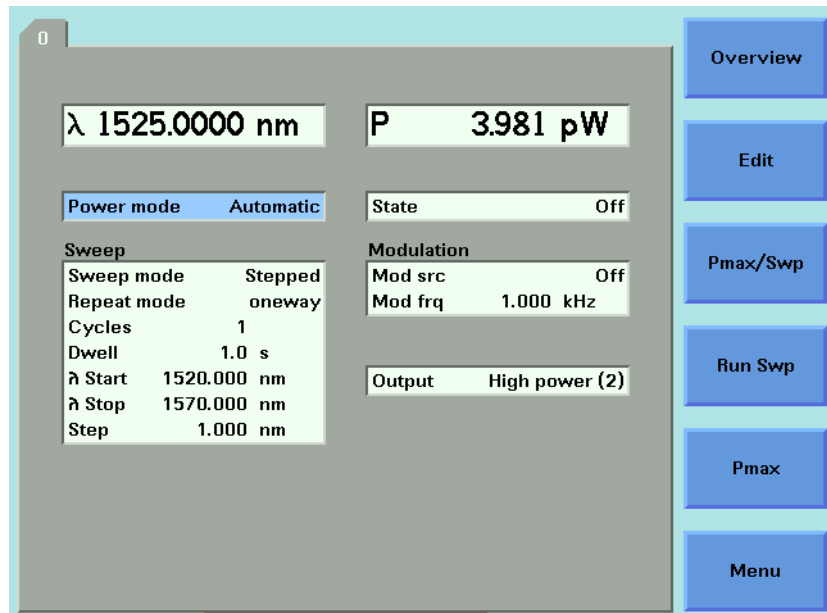 0
λ 1525.0000 nm
P 3.981 pW
Power mode Automatic
State Off
Sweep
Sweep mode Stepped
Repeat mode oneway
Cycles 1
Dwell 1.0 s
λ Start 1520.000 nm
λ Stop 1570.000 nm
Step 1.000 nm
Modulation
Mod src Off
Mod frq 1.000 kHz
Output High power (2)
Overview
Edit
Pmax/Swp
Run Swp
Pmax
Menu